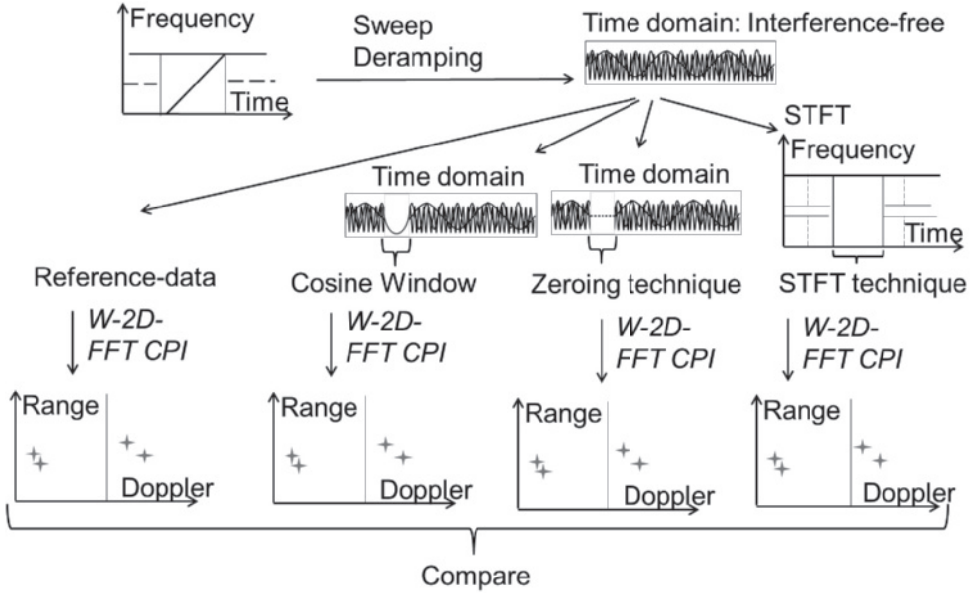 Frequency
Time
Sweep
Deramping
Time domain: Interference-free
STFT
Frequency
Time
Time domain
Time domain
Reference-data
Cosine Window
Zeroing technique
STFT technique
W-2D-
FFT CPI
W-2D-
FFT CPI
W-2D-
FFT CPI
W-2D-
FFT CPI
Range
Doppler
Range
Doppler
Range
Doppler
Range
Doppler
Compare